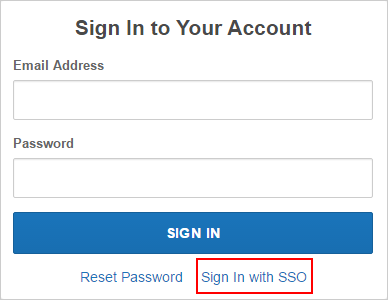 Sign In to Your Account
Email Address
Password
SIGN IN
Reset Password Sign In with SSO